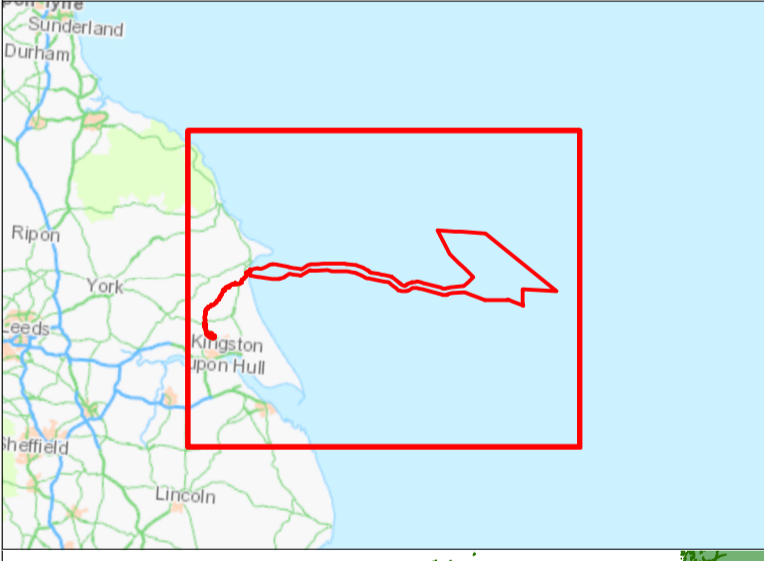 Sunderland
Durham
Ripon
York
Leeds
Kingston
upon Hull
Sheffield
Lincoln